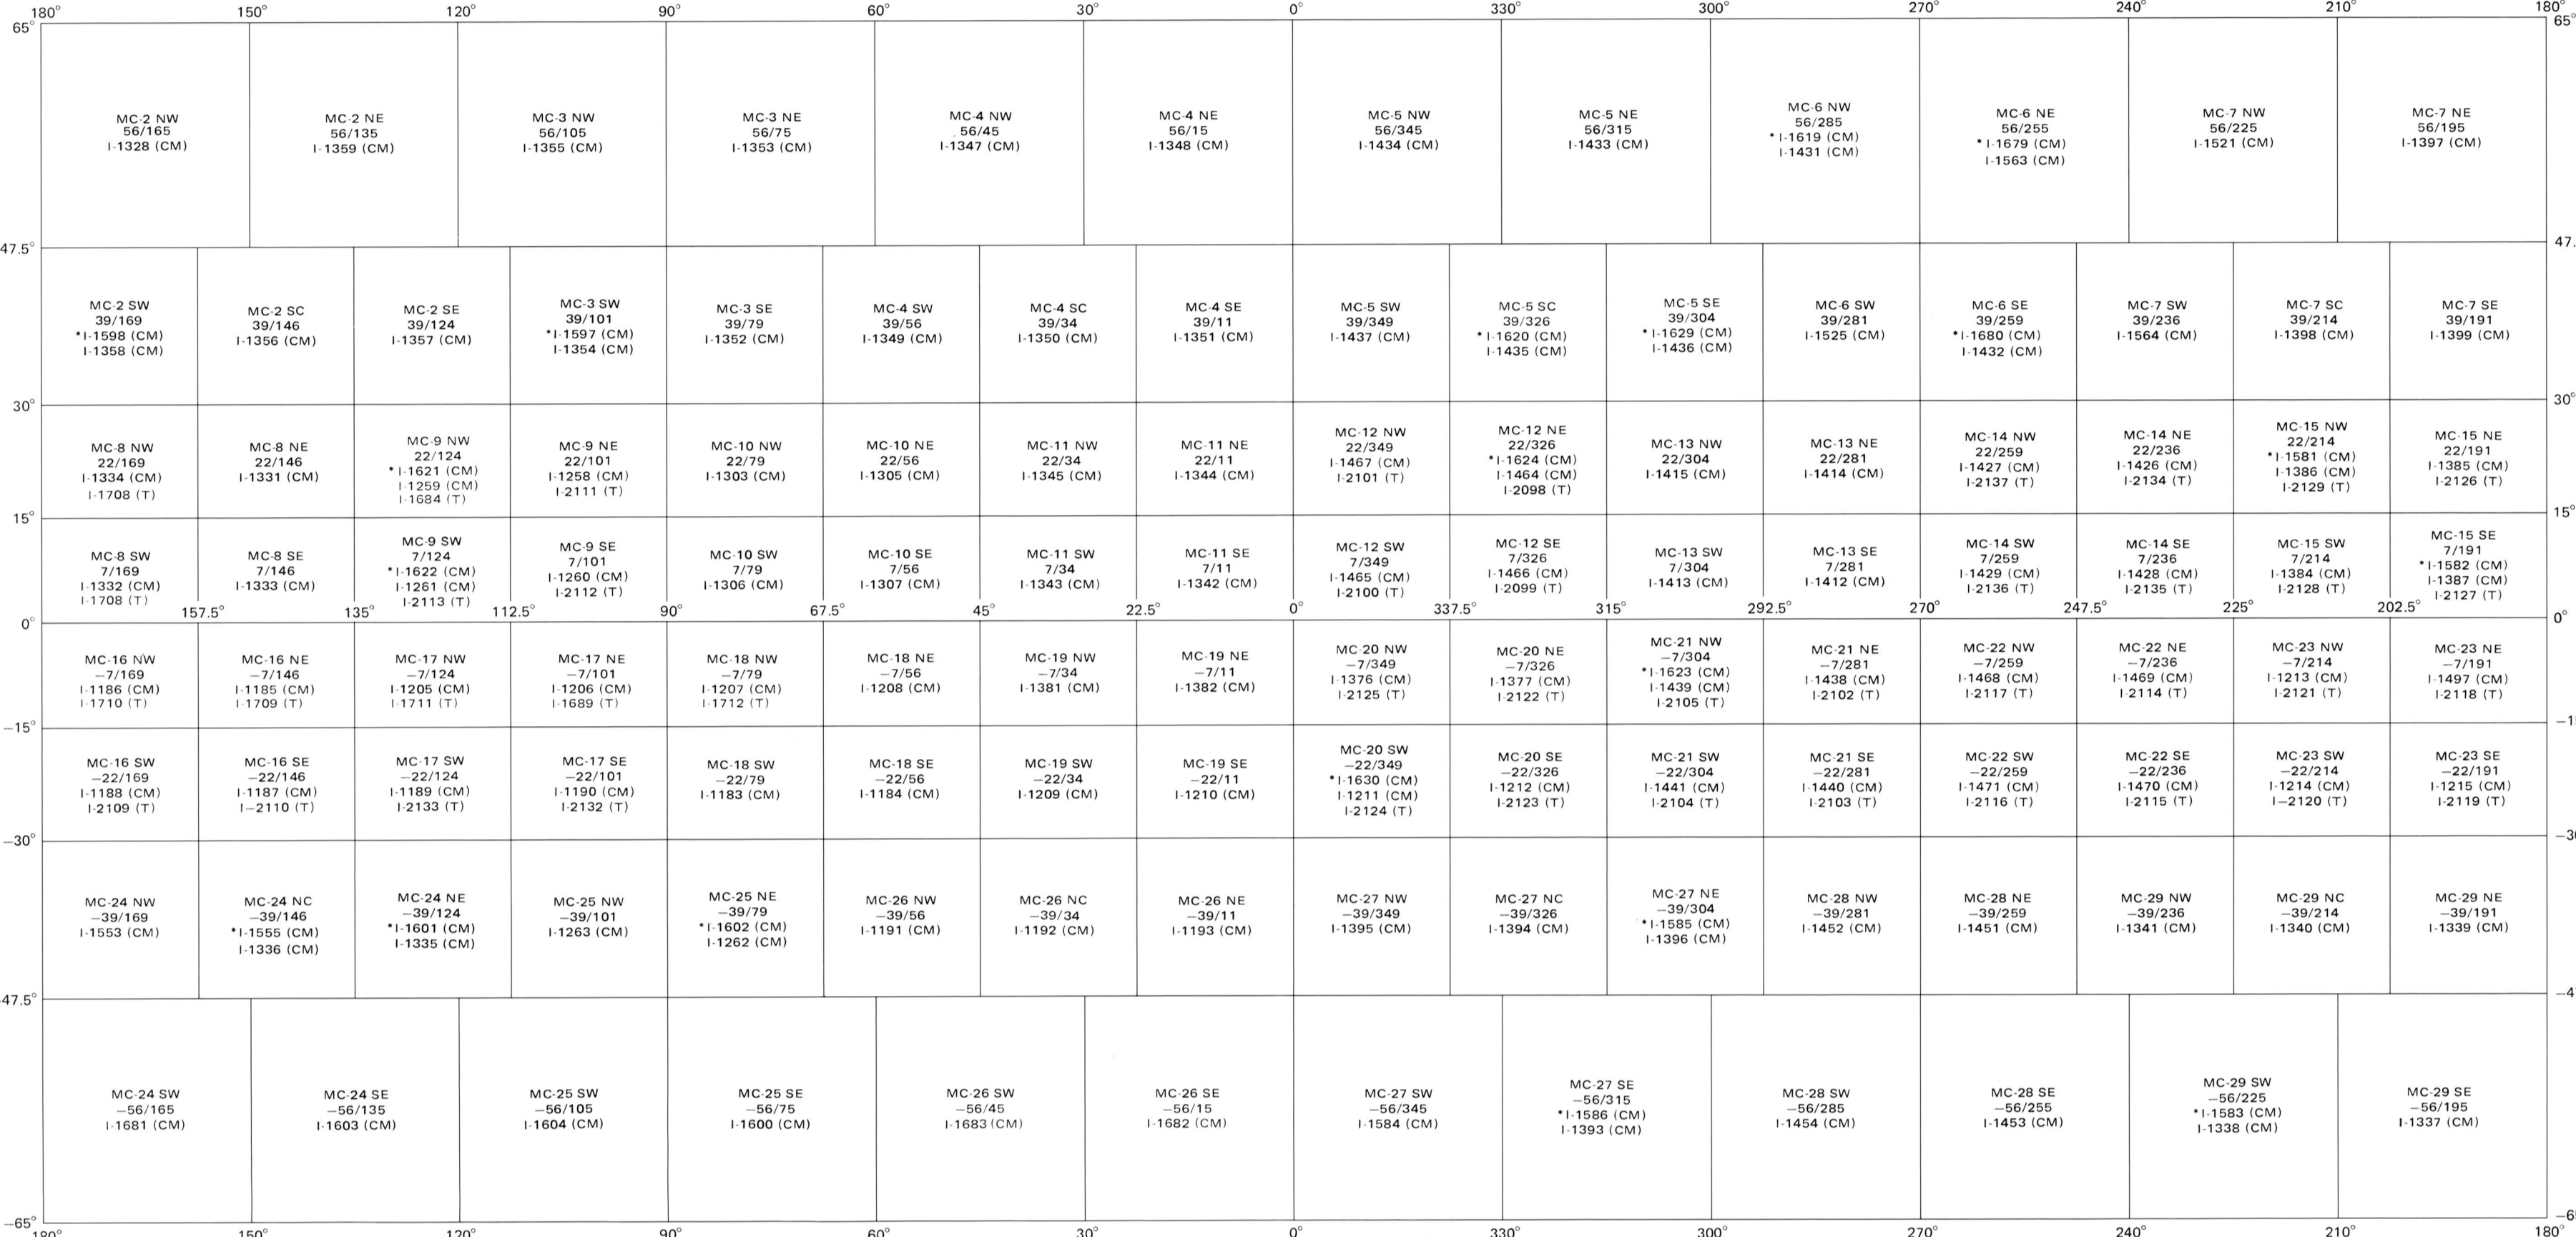 180° 150° 120° 90° 60° 30° 0° 330° 300° 270° 240° 210° 180°
65° 65°
MC-2 NW
56/165
I-1328 (CM)
MC-2 NE
56/135
I-1359 (CM)
MC-3 NW
56/105
I-1355 (CM)
MC-3 NE
56/75
I-1353 (CM)
MC-4 NW
56/45
I-1347 (CM)
MC-4 NE
56/15
I-1348 (CM)
MC-5 NW
56/345
I-1434 (CM)
MC-5 NE
56/315
I-1433 (CM)
MC-6 NW
56/285
*I-1619 (CM)
I-1431 (CM)
MC-6 NE
56/255
*I-1679 (CM)
I-1563 (CM)
MC-7 NW
56/225
I-1521 (CM)
MC-7 NE
56/195
I-1397 (CM)
47.5° 47.
MC-2 SW
39/169
*I-1598 (CM)
I-1358 (CM)
MC-2 SC
39/146
I-1356 (CM)
MC-2 SE
39/124
I-1357 (CM)
MC-3 SW
39/101
*I-1597 (CM)
I-1354 (CM)
MC-3 SE
39/79
I-1352 (CM)
MC-4 SW
39/56
I-1349 (CM)
MC-4 SC
39/34
I-1350 (CM)
MC-4 SE
39/11
I-1351 (CM)
MC-5 SW
39/349
I-1437 (CM)
MC-5 SC
39/326
*I-1620 (CM)
I-1435 (CM)
MC-5 SE
39/304
*I-1629 (CM)
I-1436 (CM)
MC-6 SW
39/281
I-1525 (CM)
MC-6 SE
39/259
*I-1680 (CM)
I-1432 (CM)
MC-7 SW
39/236
I-1564 (CM)
MC-7 SC
39/214
I-1398 (CM)
MC-7 SE
39/191
I-1399 (CM)
30° 30°
MC-8 NW
22/169
I-1334 (CM)
I-1708 (T)
MC-8 NE
22/146
I-1331 (CM)
MC-9 NW
22/124
*I-1621 (CM)
I-1259 (CM)
I-1684 (T)
MC-9 NE
22/101
I-1258 (CM)
I-2111 (T)
MC-10 NW
22/79
I-1303 (CM)
MC-10 NE
22/56
I-1305 (CM)
MC-11 NW
22/34
I-1345 (CM)
MC-11 NE
22/11
I-1344 (CM)
MC-12 NW
22/349
I-1467 (CM)
I-2101 (T)
MC-12 NE
22/326
*I-1624 (CM)
I-1464 (CM)
I-2098 (T)
MC-13 NW
22/304
I-1415 (CM)
MC-13 NE
22/281
I-1414 (CM)
MC-14 NW
22/259
I-1427 (CM)
I-2137 (T)
MC-14 NE
22/236
I-1426 (CM)
I-2134 (T)
MC-15 NW
22/214
*I-1581 (CM)
I-1386 (CM)
I-2129 (T)
MC-15 NE
22/191
I-1385 (CM)
I-2126 (T)
15° 15°
MC-8 SW
7/169
I-1332 (CM)
I-1708 (T)
MC-8 SE
7/146
I-1333 (CM)
MC-9 SW
7/124
*I-1622 (CM)
I-1261 (CM)
I-2113 (T)
MC-9 SE
7/101
I-1260 (CM)
I-2112 (T)
MC-10 SW
7/79
I-1306 (CM)
MC-10 SE
7/56
I-1307 (CM)
MC-11 SW
7/34
I-1343 (CM)
MC-11 SE
7/11
I-1342 (CM)
MC-12 SW
7/349
I-1465 (CM)
I-2100 (T)
MC-12 SE
7/326
I-1466 (CM)
I-2099 (T)
MC-13 SW
7/304
I-1413 (CM)
MC-13 SE
7/281
I-1412 (CM)
MC-14 SW
7/259
I-1429 (CM)
I-2136 (T)
MC-14 SE
7/236
I-1428 (CM)
I-2135 (T)
MC-15 SW
7/214
I-1384 (CM)
I-2128 (T)
MC-15 SE
7/191
*I-1582 (CM)
I-1387 (CM)
I-2127 (T)
157.5° 135° 112.5° 90° 67.5° 45° 22.5° 0° 337.5° 315° 292.5° 270° 247.5° 225° 202.5°
0° 0°
MC-16 NW
–7/169
I-1186 (CM)
I-1710 (T)
MC-16 NE
–7/146
I-1185 (CM)
I-1709 (T)
MC-17 NW
–7/124
I-1205 (CM)
I-1711 (T)
MC-17 NE
–7/101
I-1206 (CM)
I-1689 (T)
MC-18 NW
–7/79
I-1207 (CM)
I-1712 (T)
MC-18 NE
–7/56
I-1208 (CM)
MC-19 NW
–7/34
I-1381 (CM)
MC-19 NE
–7/11
I-1382 (CM)
MC-20 NW
–7/349
I-1376 (CM)
I-2125 (T)
MC-20 NE
–7/326
I-1377 (CM)
I-2122 (T)
MC-21 NW
–7/304
*I-1623 (CM)
I-1439 (CM)
I-2105 (T)
MC-21 NE
–7/281
I-1438 (CM)
I-2102 (T)
MC-22 NW
–7/259
I-1468 (CM)
I-2117 (T)
MC-22 NE
–7/236
I-1469 (CM)
I-2114 (T)
MC-23 NW
–7/214
I-1213 (CM)
I-2121 (T)
MC-23 NE
–7/191
I-1497 (CM)
I-2118 (T)
–15° –1
MC-16 SW
–22/169
I-1188 (CM)
I-2109 (T)
MC-16 SE
–22/146
I-1187 (CM)
I–2110 (T)
MC-17 SW
–22/124
I-1189 (CM)
I-2133 (T)
MC-17 SE
–22/101
I-1190 (CM)
I-2132 (T)
MC-18 SW
–22/79
I-1183 (CM)
MC-18 SE
–22/56
I-1184 (CM)
MC-19 SW
–22/34
I-1209 (CM)
MC-19 SE
–22/11
I-1210 (CM)
MC-20 SW
–22/349
*I-1630 (CM)
I-1211 (CM)
I-2124 (T)
MC-20 SE
–22/326
I-1212 (CM)
I-2123 (T)
MC-21 SW
–22/304
I-1441 (CM)
I-2104 (T)
MC-21 SE
–22/281
I-1440 (CM)
I-2103 (T)
MC-22 SW
–22/259
I-1471 (CM)
I-2116 (T)
MC-22 SE
–22/236
I-1470 (CM)
I-2115 (T)
MC-23 SW
–22/214
I-1214 (CM)
I–2120 (T)
MC-23 SE
–22/191
I-1215 (CM)
I-2119 (T)
–30° –30
MC-24 NW
–39/169
I-1553 (CM)
MC-24 NC
–39/146
*I-1555 (CM)
I-1336 (CM)
MC-24 NE
–39/124
*I-1601 (CM)
I-1335 (CM)
MC-25 NW
–39/101
I-1263 (CM)
MC-25 NE
–39/79
*I-1602 (CM)
I-1262 (CM)
MC-26 NW
–39/56
I-1191 (CM)
MC-26 NC
–39/34
I-1192 (CM)
MC-26 NE
–39/11
I-1193 (CM)
MC-27 NW
–39/349
I-1395 (CM)
MC-27 NC
–39/326
I-1394 (CM)
MC-27 NE
–39/304
*I-1585 (CM)
I-1396 (CM)
MC-28 NW
–39/281
I-1452 (CM)
MC-28 NE
–39/259
I-1451 (CM)
MC-29 NW
–39/236
I-1341 (CM)
MC-29 NC
–39/214
I-1340 (CM)
MC-29 NE
–39/191
I-1339 (CM)
47.5° –4
MC-24 SW
–56/165
I-1681 (CM)
MC-24 SE
–56/135
I-1603 (CM)
MC-25 SW
–56/105
I-1604 (CM)
MC-25 SE
–56/75
I-1600 (CM)
MC-26 SW
–56/45
I-1683 (CM)
MC-26 SE
–56/15
I-1682 (CM)
MC-27 SW
–56/345
I-1584 (CM)
MC-27 SE
–56/315
*I-1586 (CM)
I-1393 (CM)
MC-28 SW
–56/285
I-1454 (CM)
MC-28 SE
–56/255
I-1453 (CM)
MC-29 SW
–56/225
*I-1583 (CM)
I-1338 (CM)
MC-29 SE
–56/195
I-1337 (CM)
–65° –6
180° 150° 120° 90° 60° 30° 0° 330° 300° 270° 240° 210° 180°